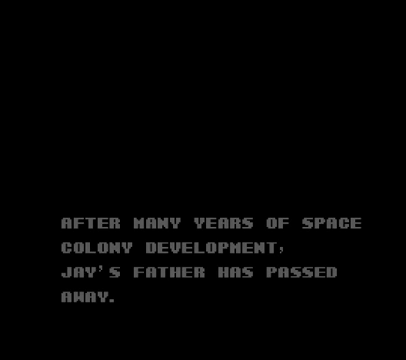 AFTER MANY YEARS OF SPACE
COLONY DEVELOPMENT,
JAY'S FATHER HAS PASSED
AWAY.